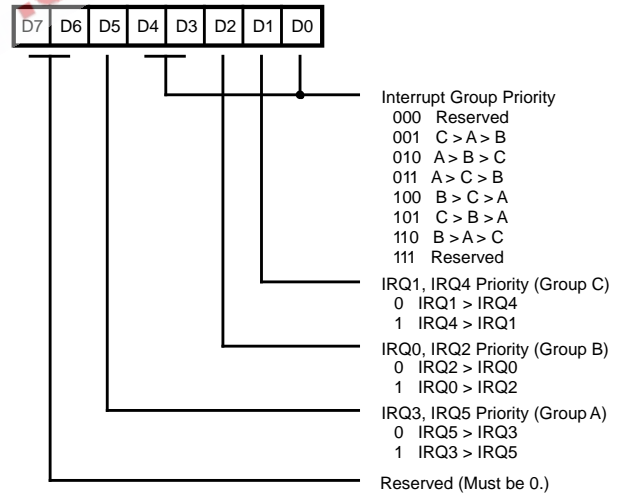 D7 D6 D5 D4 D3 D2 D1 D0
Interrupt Group Priority
000 Reserved
001 C > A > B
010 A > B > C
011 A > C > B
100 B > C > A
101 C > B > A
110 B > A > C
111 Reserved
IRQ1, IRQ4 Priority (Group C)
0 IRQ1 > IRQ4
1 IRQ4 > IRQ1
IRQ0, IRQ2 Priority (Group B)
0 IRQ2 > IRQ0
1 IRQ0 > IRQ2
IRQ3, IRQ5 Priority (Group A)
0 IRQ5 > IRQ3
1 IRQ3 > IRQ5
Reserved (Must be 0.)